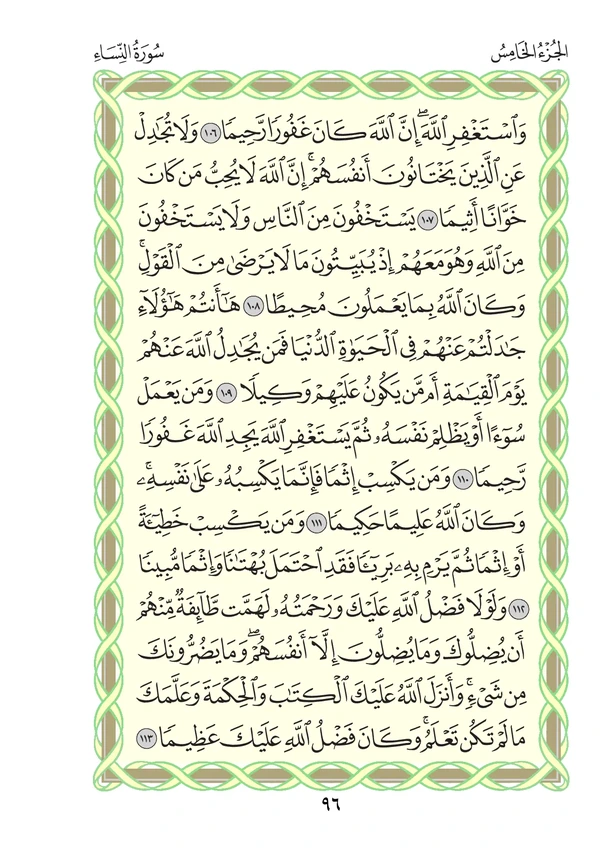 الجُزْءُ الخَامِسُ
سُورَةُ النِّسَاءِ
وَٱسْتَغْفِرِ ٱللَّهَۖ إِنَّ ٱللَّهَ كَانَ غَفُورًا رَّحِيمًا ١٠٦ وَلَا تُجَٰدِلْ
عَنِ ٱلَّذِينَ يَخْتَانُونَ أَنفُسَهُمْۚ إِنَّ ٱللَّهَ لَا يُحِبُّ مَن كَانَ
خَوَّانًا أَثِيمًا ١٠٧ يَسْتَخْفُونَ مِنَ ٱلنَّاسِ وَلَا يَسْتَخْفُونَ
مِنَ ٱللَّهِ وَهُوَ مَعَهُمْ إِذْ يُبَيِّتُونَ مَا لَا يَرْضَىٰ مِنَ ٱلْقَوْلِۚ
وَكَانَ ٱللَّهُ بِمَا يَعْمَلُونَ مُحِيطًا ١٠٨ هَٰٓأَنتُمْ هَٰٓؤُلَآءِ
جَٰدَلْتُمْ عَنْهُمْ فِي ٱلْحَيَوٰةِ ٱلدُّنْيَا فَمَن يُجَٰدِلُ ٱللَّهَ عَنْهُمْ
يَوْمَ ٱلْقِيَٰمَةِ أَم مَّن يَكُونُ عَلَيْهِمْ وَكِيلًا ١٠٩ وَمَن يَعْمَلْ
سُوٓءًا أَوْ يَظْلِمْ نَفْسَهُۥ ثُمَّ يَسْتَغْفِرِ ٱللَّهَ يَجِدِ ٱللَّهَ غَفُورًا
رَّحِيمًا ١١٠ وَمَن يَكْسِبْ إِثْمًا فَإِنَّمَا يَكْسِبُهُۥ عَلَىٰ نَفْسِهِۦۚ
وَكَانَ ٱللَّهُ عَلِيمًا حَكِيمًا ١١١ وَمَن يَكْسِبْ خَطِيٓـَٔةً
أَوْ إِثْمًا ثُمَّ يَرْمِ بِهِۦ بَرِيٓـًٔا فَقَدِ ٱحْتَمَلَ بُهْتَٰنًا وَإِثْمًا مُّبِينًا
١١٢ وَلَوْلَا فَضْلُ ٱللَّهِ عَلَيْكَ وَرَحْمَتُهُۥ لَهَمَّت طَّآئِفَةٌ مِّنْهُمْ
أَن يُضِلُّوكَ وَمَا يُضِلُّونَ إِلَّآ أَنفُسَهُمْۖ وَمَا يَضُرُّونَكَ
مِن شَيْءٍۚ وَأَنزَلَ ٱللَّهُ عَلَيْكَ ٱلْكِتَٰبَ وَٱلْحِكْمَةَ وَعَلَّمَكَ
مَا لَمْ تَكُن تَعْلَمُۚ وَكَانَ فَضْلُ ٱللَّهِ عَلَيْكَ عَظِيمًا ١١٣
٩٦